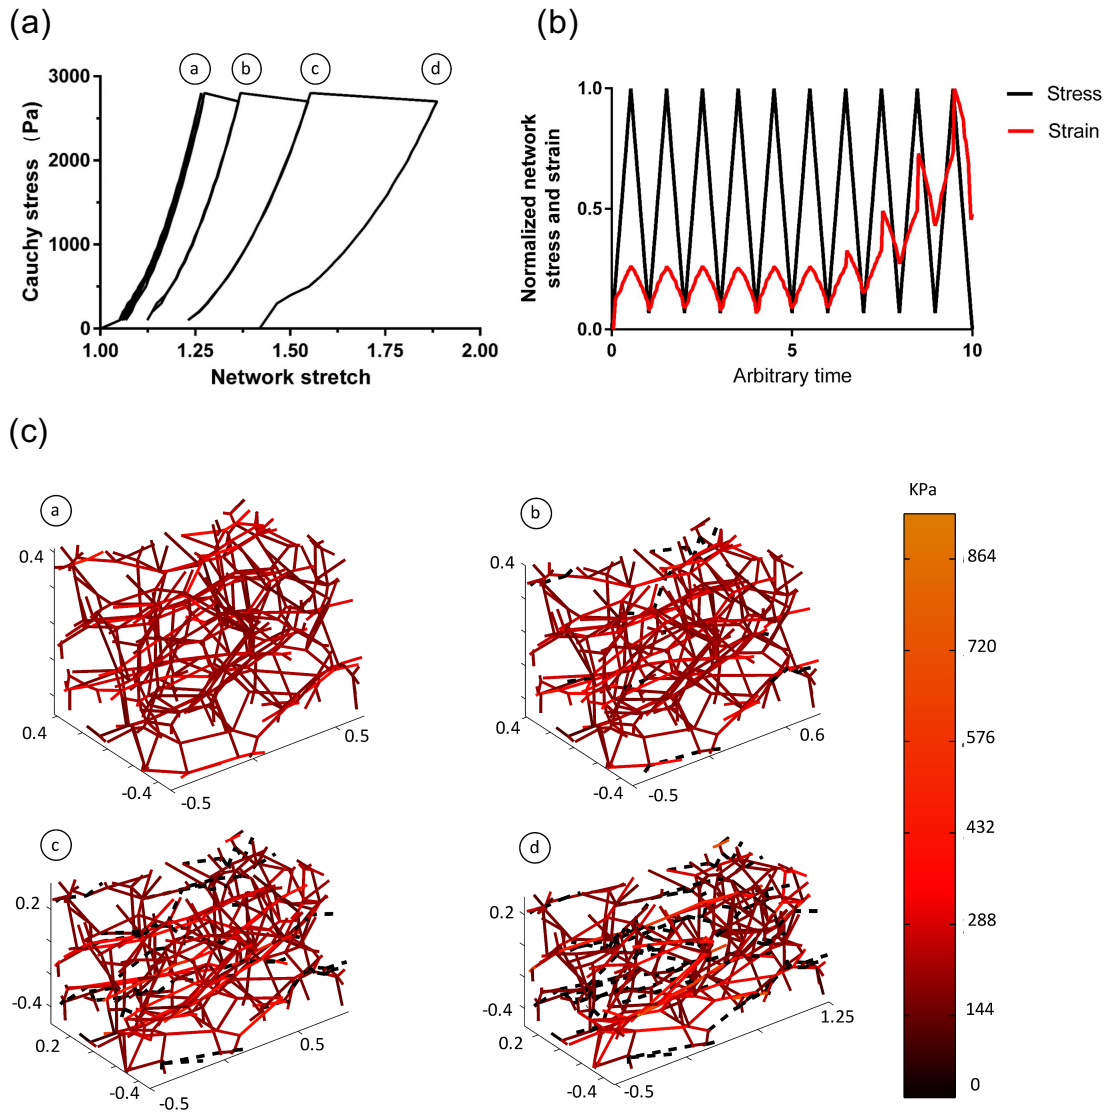 (a)
(b)
a
b
c
d
3000
2000
1000
0
Cauchy stress (Pa)
1.00
1.25
1.50
1.75
2.00
Network stretch
1.0
0.5
0.0
Normalized network
stress and strain
0
5
10
Arbitrary time
Stress
Strain
(c)
a
0.4
0.4
-0.4
-0.5
0.5
b
0.4
0.4
-0.4
-0.5
0.6
c
0.2
-0.4
0.2
-0.4
-0.5
0.5
d
0.2
-0.4
0.2
-0.4
-0.5
1.25
KPa
864
720
576
432
288
144
0